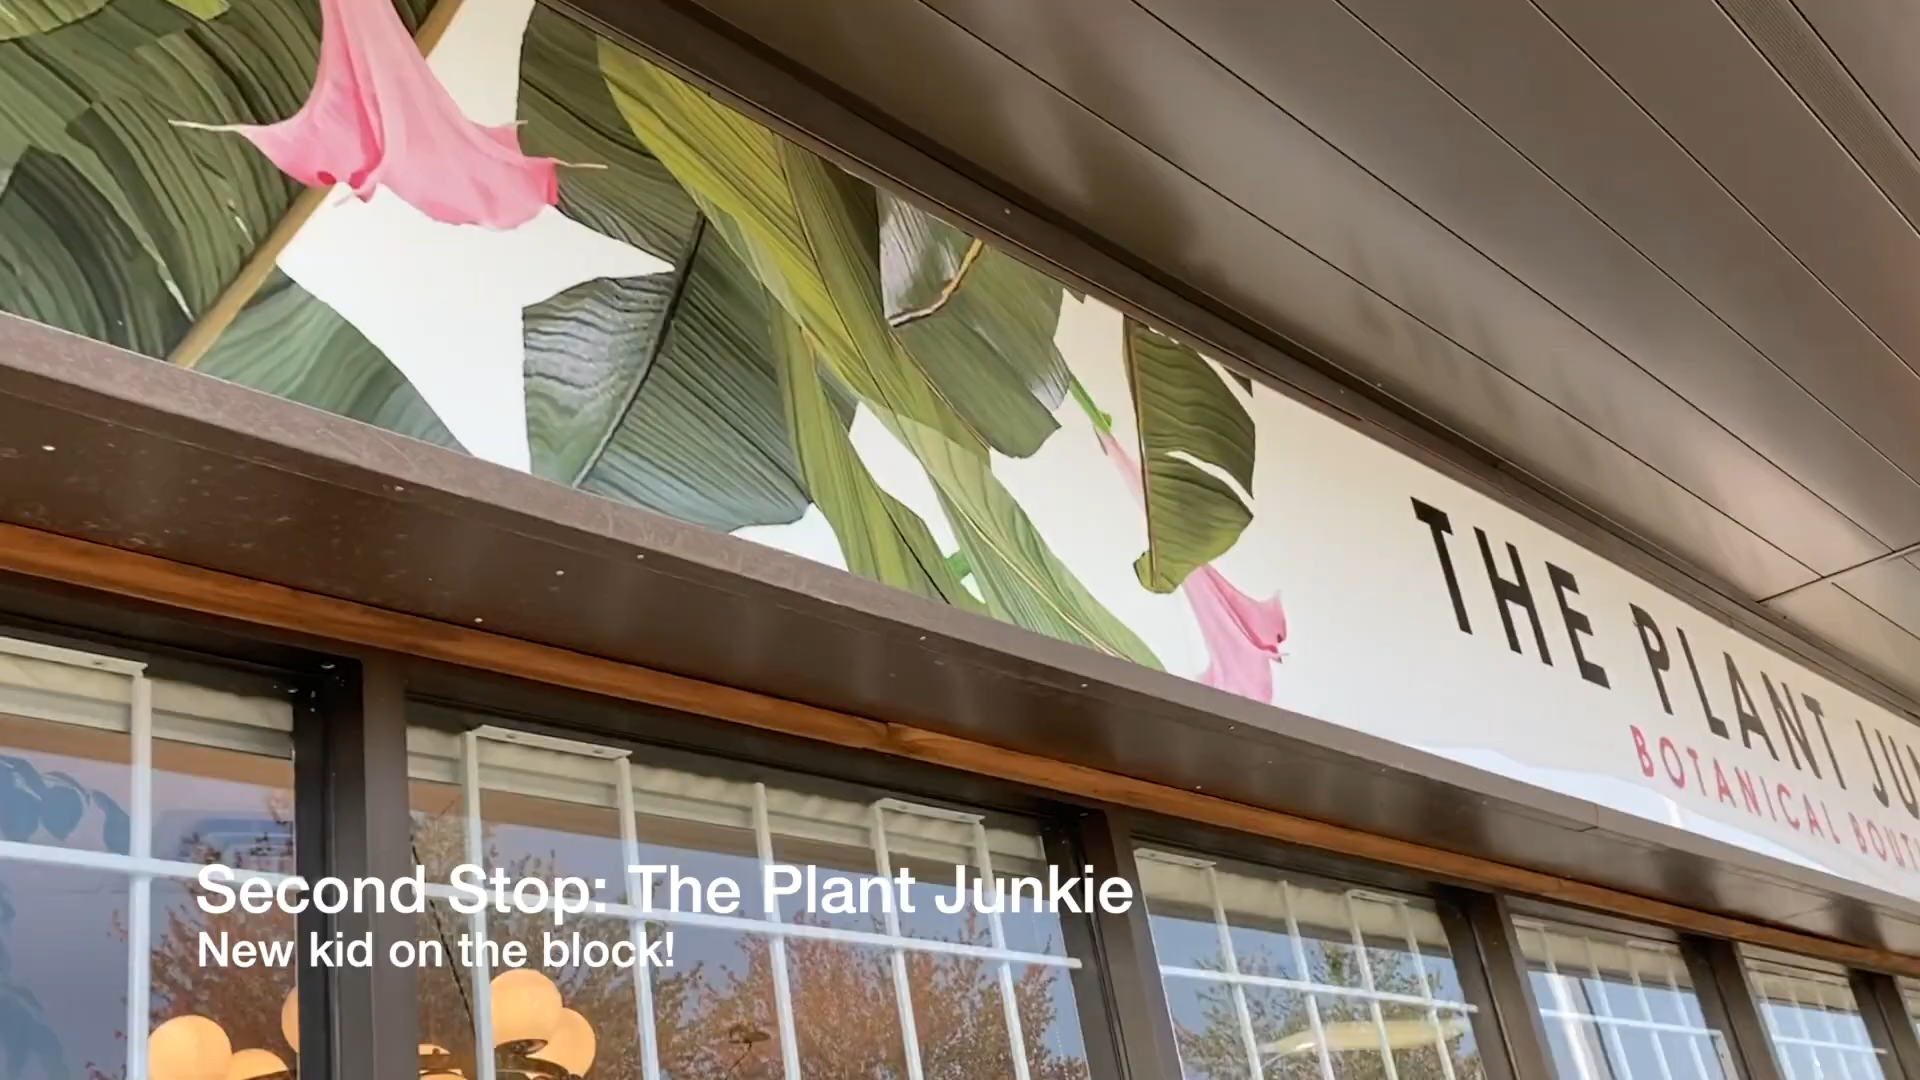 THE PLANT
BOTANICAL
Second Stop: The Plant Junkie
New kid on the block!